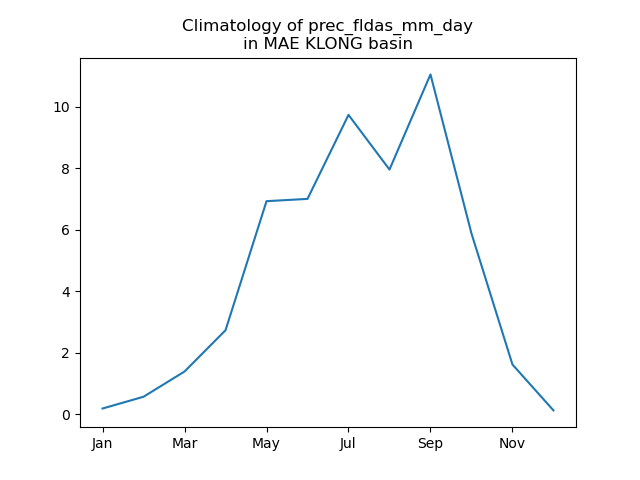 Climatology of prec_fldas_mm_day
in MAE KLONG basin
10
8
6
4
2
0
Jan
Mar
May
Jul
Sep
Nov